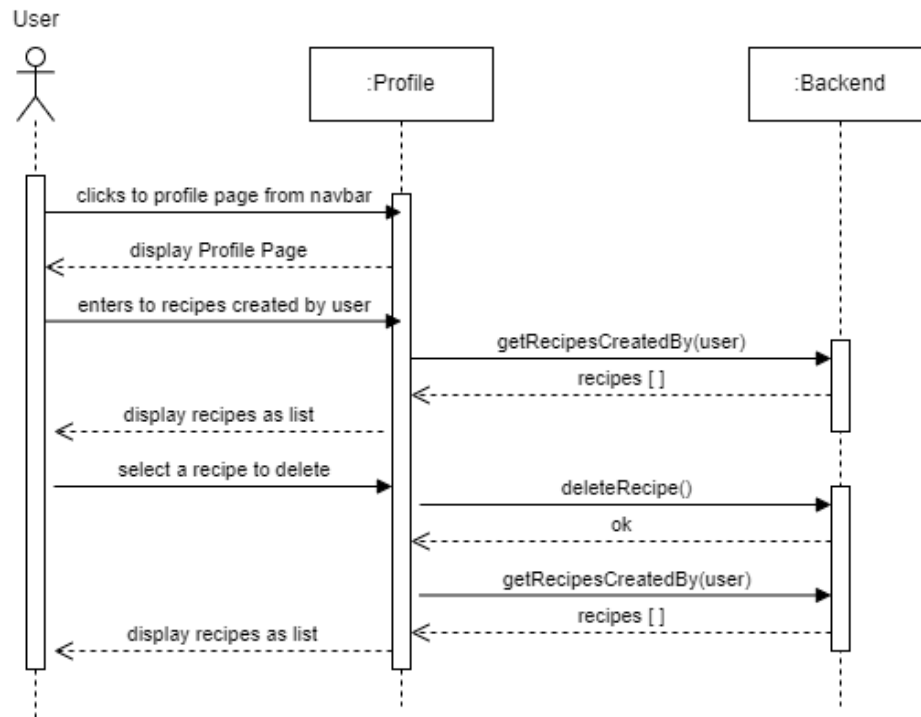 User
:Profile
:Backend
clicks to profile page from navbar
display Profile Page
enters to recipes created by user
getRecipesCreatedBy(user)
recipes [ ]
display recipes as list
select a recipe to delete
deleteRecipe()
ok
getRecipesCreatedBy(user)
recipes [ ]
display recipes as list